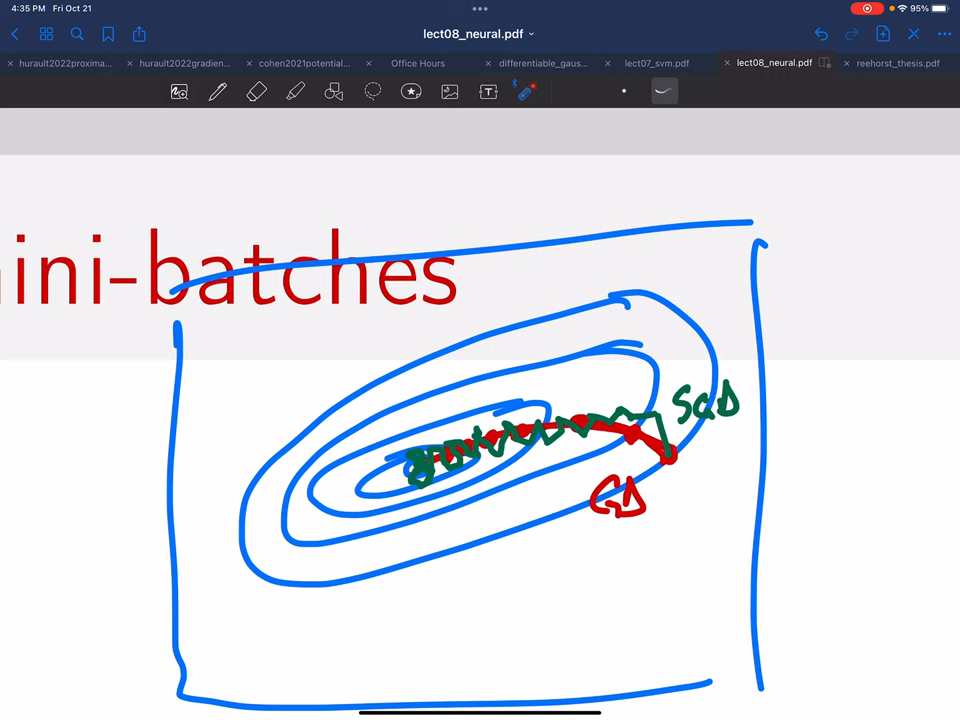 4:35 PM Fri Oct 21
95%
lect08_neural.pdf
hurault2022proxima...
hurault2022gradien...
cohen2021potential...
Office Hours
differentiable_gaus...
lect07_svm.pdf
lect08_neural.pdf
reehorst_thesis.pdf
ini-batches
SGD
GD